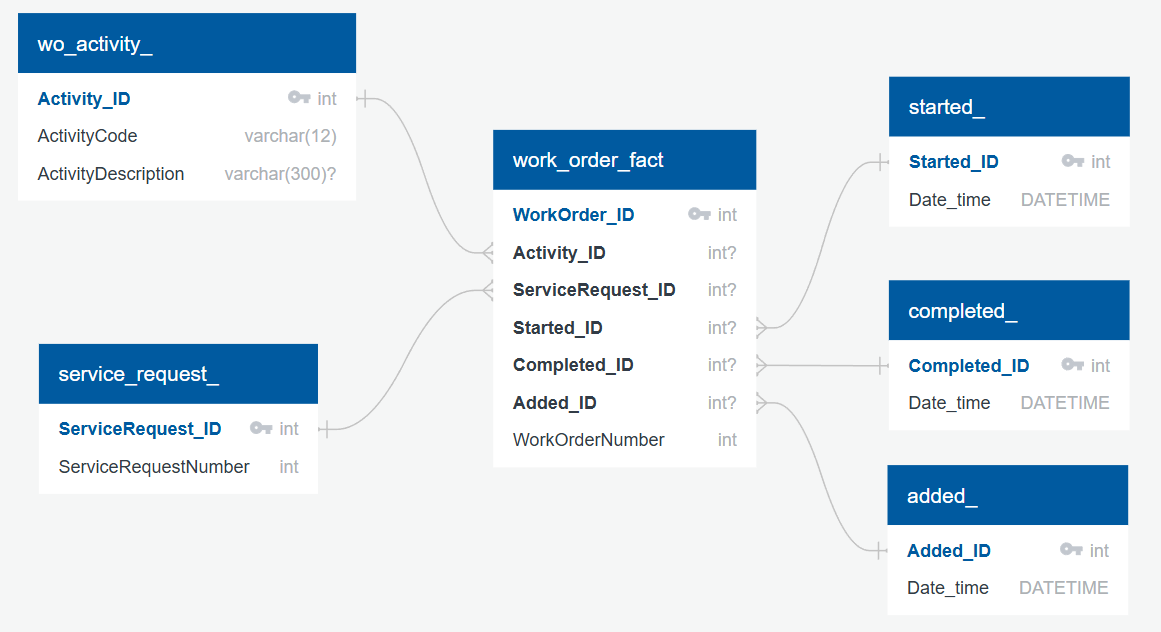 wo_activity_
Activity_ID int
ActivityCode varchar(12)
ActivityDescription varchar(300)?
service_request_
ServiceRequest_ID int
ServiceRequestNumber int
work_order_fact
WorkOrder_ID int
Activity_ID int?
ServiceRequest_ID int?
Started_ID int?
Completed_ID int?
Added_ID int?
WorkOrderNumber int
started_
Started_ID int
Date_time DATETIME
completed_
Completed_ID int
Date_time DATETIME
added_
Added_ID int
Date_time DATETIME